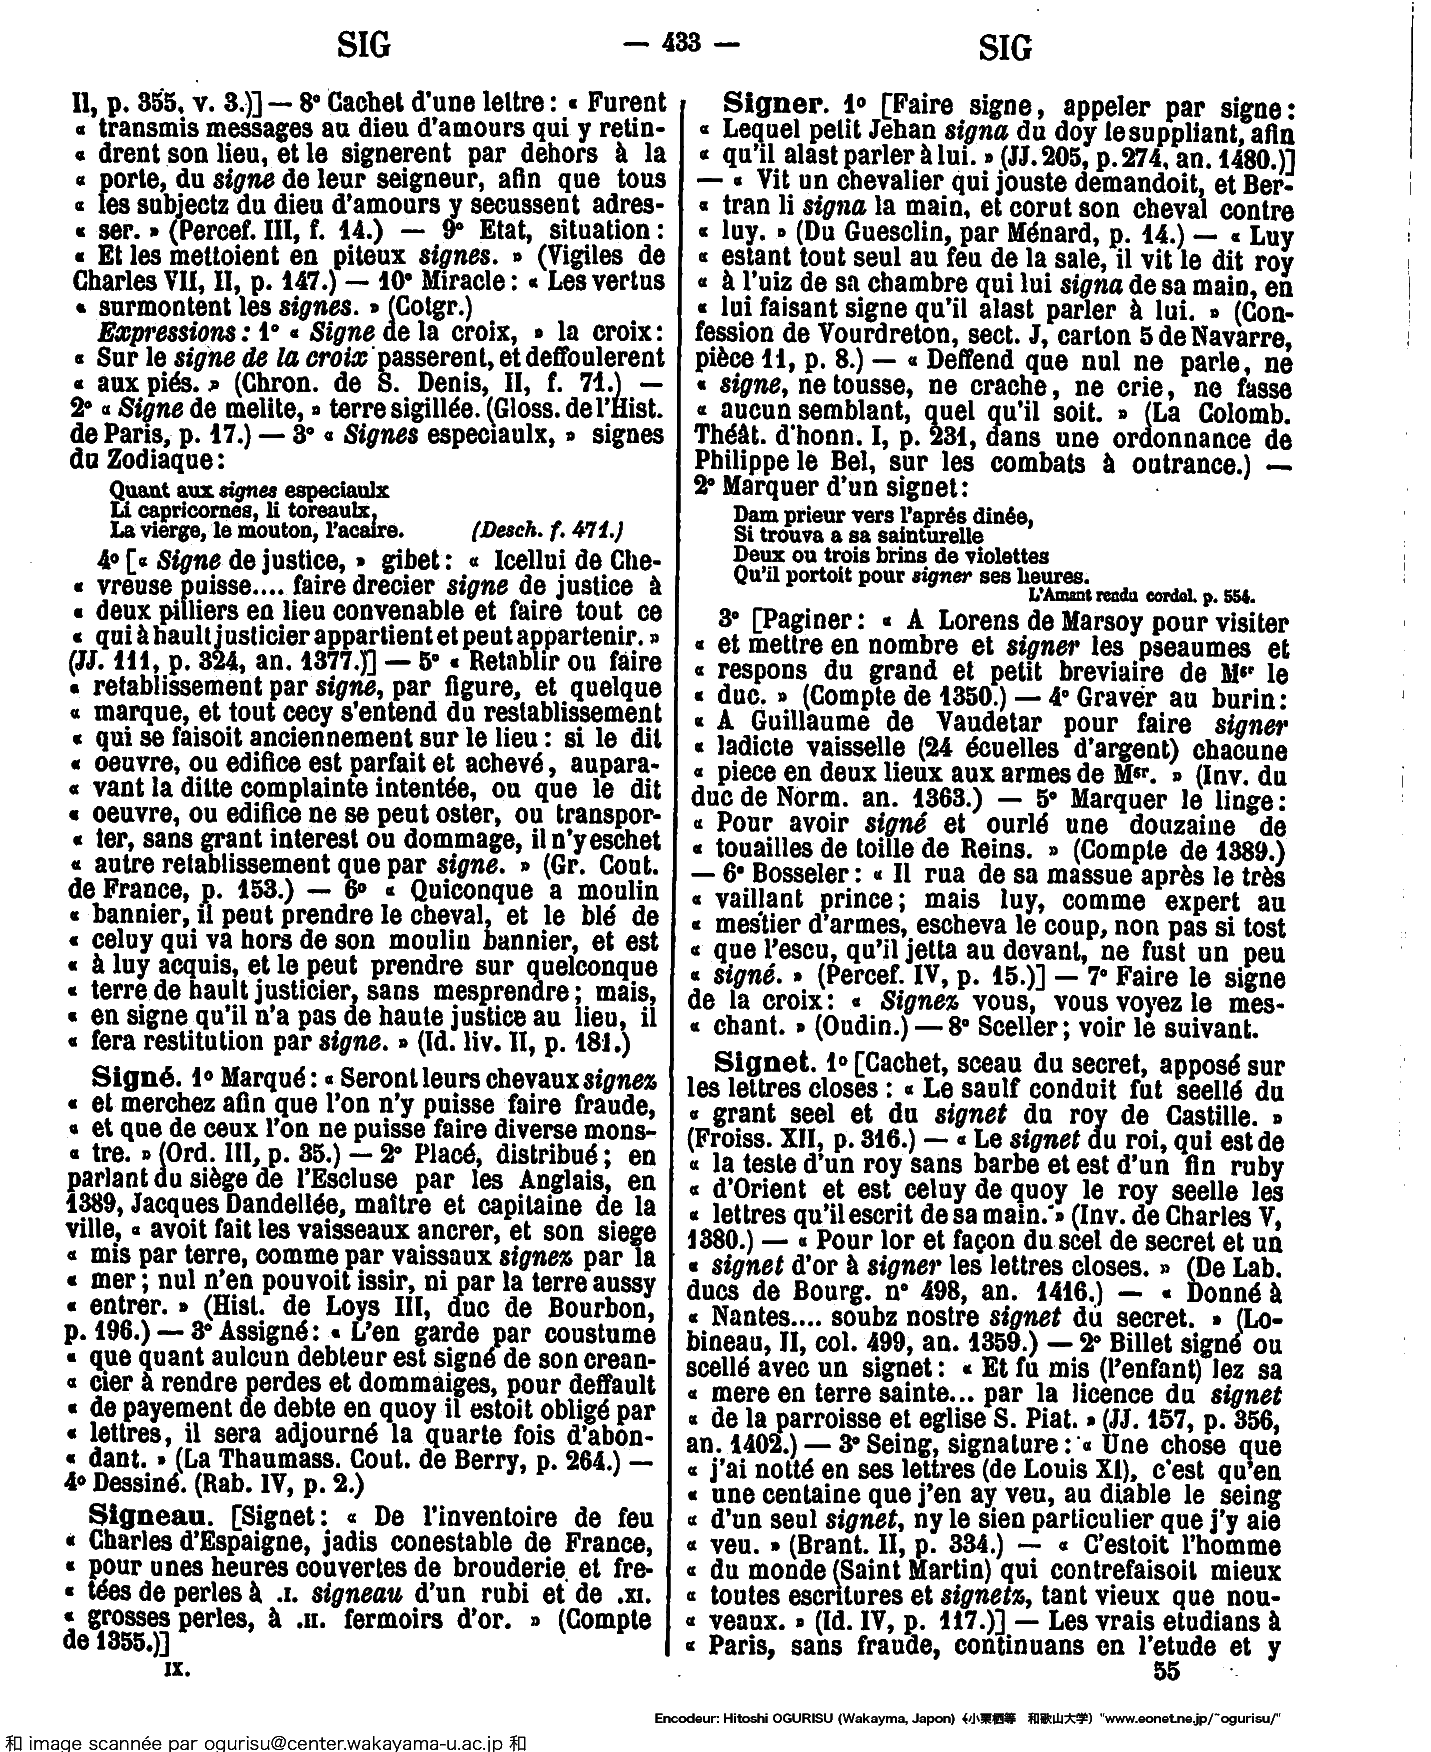 SIG
— 433 —
SIG
II, p. 355, v. 3.)] — 8° Cachet d'une lettre : « Furent
« transmis messages au dieu d'amours qui y retin-
« drent son lieu, et le signerent par dehors à la
« porte, du signe de leur seigneur, afin que tous
« les subjectz du dieu d'amours y secussent adres-
« ser. » (Percef. III, f. 14.) — 9° Etat, situation :
« Et les mettoient en piteux signes. » (Vigiles de
Charles VII, II, p. 147.) — 10° Miracle : « Les vertus
« surmontent les signes. » (Cotgr.)
Expressions : 1° « Signe de la croix, » la croix :
« Sur le signe de la croix passerent, et deffoulerent
« aux piés. » (Chron. de S. Denis, II, f. 71.) —
2° « Signe de melite, » terre sigillée. (Gloss. de l'Hist.
de Paris, p. 17.) — 3° « Signes especiaulx, » signes
du Zodiaque :
Quant aux signes especiaulx
Li capricornes, li toreaulx,
La vierge, le mouton, l'acaire. (Desch. f. 471.)
4° [« Signe de justice, » gibet : « Icellui de Che-
« vreuse puisse.... faire drecier signe de justice à
« deux pilliers en lieu convenable et faire tout ce
« qui à hault justicier appartient et peut appartenir. »
(JJ. 111, p. 324, an. 1377.)] — 5° « Retablir ou faire
« retablissement par signe, par figure, et quelque
« marque, et tout cecy s'entend du restablissement
« qui se faisoit anciennement sur le lieu : si le dit
« oeuvre, ou edifice est parfait et achevé, aupara-
« vant la ditte complainte intentée, ou que le dit
« oeuvre, ou edifice ne se peut oster, ou transpor-
« ter, sans grant interest ou dommage, il n'y eschet
« autre retablissement que par signe. » (Gr. Cout.
de France, p. 153.) — 6° « Quiconque a moulin
« bannier, il peut prendre le cheval, et le blé de
« celuy qui va hors de son moulin bannier, et est
« à luy acquis, et le peut prendre sur quelconque
« terre de hault justicier, sans mesprendre ; mais,
« en signe qu'il n'a pas de haute justice au lieu, il
« fera restitution par signe. » (Id. liv. II, p. 181.)
Signé. 1° Marqué : « Seront leurs chevaux signez
« et merchez afin que l'on n'y puisse faire fraude,
« et que de ceux l'on ne puisse faire diverse mons-
« tre. » (Ord. III, p. 35.) — 2° Placé, distribué ; en
parlant du siège de l'Escluse par les Anglais, en
1389, Jacques Dandellée, maître et capitaine de la
ville, « avoit fait les vaisseaux ancrer, et son siege
« mis par terre, comme par vaissaux signez par la
« mer ; nul n'en pouvoit issir, ni par la terre aussy
« entrer. » (Hist. de Loys III, duc de Bourbon,
p. 196.) — 3° Assigné : « L'en garde par coustume
« que quant aulcun debteur est signé de son crean-
« cier à rendre perdes et dommaiges, pour deffault
« de payement de debte en quoy il estoit obligé par
« lettres, il sera adjourné la quarte fois d'abon-
« dant. » (La Thaumass. Cout. de Berry, p. 264.) —
4° Dessiné. (Rab. IV, p. 2.)
Signeau. [Signet : « De l'inventoire de feu
« Charles d'Espaigne, jadis conestable de France,
« pour unes heures couvertes de brouderie et fre-
« tées de perles à .I. signeau d'un rubi et de .XI.
« grosses perles, à .II. fermoirs d'or. » (Compte
de 1355.)]
IX.
Signer. 1° [Faire signe, appeler par signe :
« Lequel petit Jehan signa du doy le suppliant, afin
« qu'il alast parler à lui. » (JJ. 205, p. 274, an. 1480.)]
— « Vit un chevalier qui jouste demandoit, et Ber-
« tran li signa la main, et corut son cheval contre
« luy. » (Du Guesclin, par Ménard, p. 14.) — « Luy
« estant tout seul au feu de la sale, il vit le dit roy
« à l'uiz de sa chambre qui lui signa de sa main, en
« lui faisant signe qu'il alast parler à lui. » (Con-
fession de Vourdreton, sect. J, carton 5 de Navarre,
pièce 11, p. 8.) — « Deffend que nul ne parle, ne
« signe, ne tousse, ne crache, ne crie, ne fasse
« aucun semblant, quel qu'il soit. » (La Colomb.
Théât. d'honn. I, p. 231, dans une ordonnance de
Philippe le Bel, sur les combats à outrance.) —
2° Marquer d'un signet :
Dam prieur vers l'aprés dinée,
Si trouva a sa sainturelle
Deux ou trois brins de violettes
Qu'il portoit pour signer ses heures.
L'Amant rendu cordel. p. 554.
3° [Paginer : « A Lorens de Marsoy pour visiter
« et mettre en nombre et signer les pseaumes et
« respons du grand et petit breviaire de Mgr le
« duc. » (Compte de 1350.) — 4° Graver au burin :
« A Guillaume de Vaudetar pour faire signer
« ladicte vaisselle (24 écuelles d'argent) chacune
« piece en deux lieux aux armes de Mgr. » (Inv. du
duc de Norm. an. 1363.) — 5° Marquer le linge :
« Pour avoir signé et ourlé une douzaine de
« touailles de toille de Reins. » (Compte de 1389.)
— 6° Bosseler : « Il rua de sa massue après le très
« vaillant prince ; mais luy, comme expert au
« mestier d'armes, escheva le coup, non pas si tost
« que l'escu, qu'il jetta au devant, ne fust un peu
« signé. » (Percef. IV, p. 15.)] — 7° Faire le signe
de la croix : « Signez vous, vous voyez le mes-
« chant. » (Oudin.) — 8° Sceller ; voir le suivant.
Signet. 1° [Cachet, sceau du secret, apposé sur
les lettres closes : « Le saulf conduit fut seellé du
« grant seel et du signet du roy de Castille. »
(Froiss. XII, p. 316.) — « Le signet du roi, qui est de
« la teste d'un roy sans barbe et est d'un fin ruby
« d'Orient et est celuy de quoy le roy seelle les
« lettres qu'il escrit de sa main. » (Inv. de Charles V,
1380.) — « Pour lor et façon du scel de secret et un
« signet d'or à signer les lettres closes. » (De Lab.
ducs de Bourg. n° 498, an. 1416.) — « Donné à
« Nantes.... soubz nostre signet du secret. » (Lo-
bineau, II, col. 499, an. 1359.) — 2° Billet signé ou
scellé avec un signet : « Et fu mis (l'enfant) lez sa
« mere en terre sainte... par la licence du signet
« de la parroisse et eglise S. Piat. » (JJ. 157, p. 356,
an. 1402.) — 3° Seing, signature : « Une chose que
« j'ai notté en ses lettres (de Louis XI), c'est qu'en
« une centaine que j'en ay veu, au diable le seing
« d'un seul signet, ny le sien particulier que j'y aie
« veu. » (Brant. II, p. 334.) — « C'estoit l'homme
« du monde (Saint Martin) qui contrefaisoit mieux
« toutes escritures et signetz, tant vieux que nou-
« veaux. » (Id. IV, p. 117.)] — Les vrais etudians à
« Paris, sans fraude, continuans en l'etude et y
55
Encodeur: Hitoshi OGURISU (Wakayma, Japon) (小栗栖等 和歌山大学) "www.eonet.ne.jp/~ogurisu/"
和 image scannée par ogurisu@center.wakayama-u.ac.jp 和